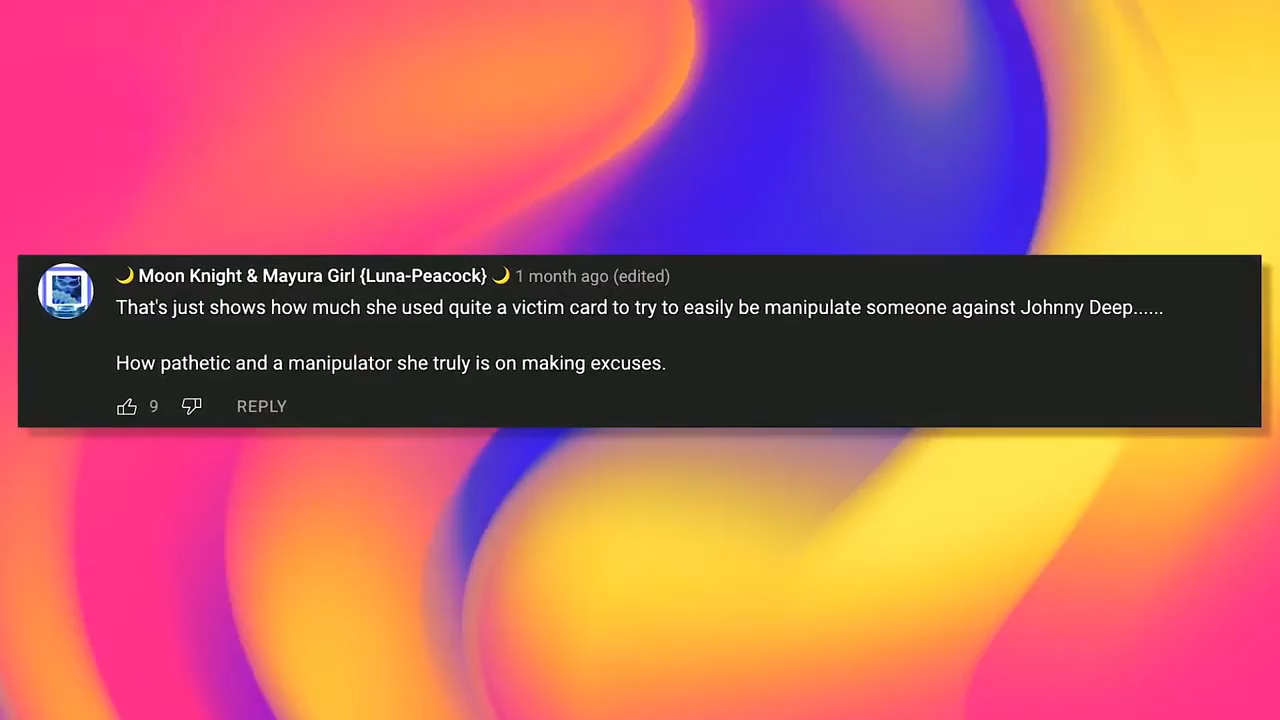 🌙 Moon Knight & Mayura Girl {Luna-Peacock} 🌙 1 month ago (edited)
That's just shows how much she used quite a victim card to try to easily be manipulate someone against Johnny Deep......
How pathetic and a manipulator she truly is on making excuses.
9 REPLY